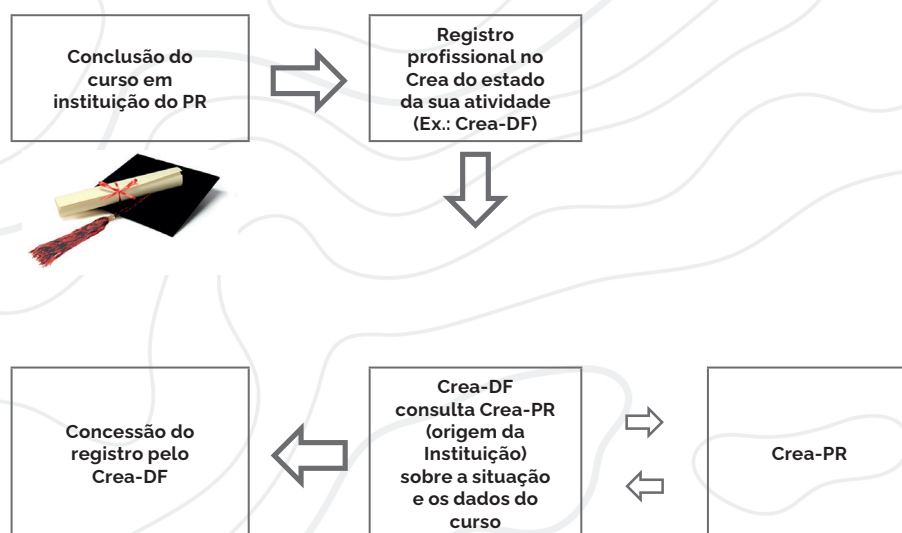 Conclusão do
curso em
instituição do PR
Registro
profissional no
Crea do estado
da sua atividade
(Ex.: Crea-DF)
Crea-DF
consulta Crea-PR
(origem da
Instituição)
sobre a situação
e os dados do
curso
Crea-PR
Concessão do
registro pelo
Crea-DF